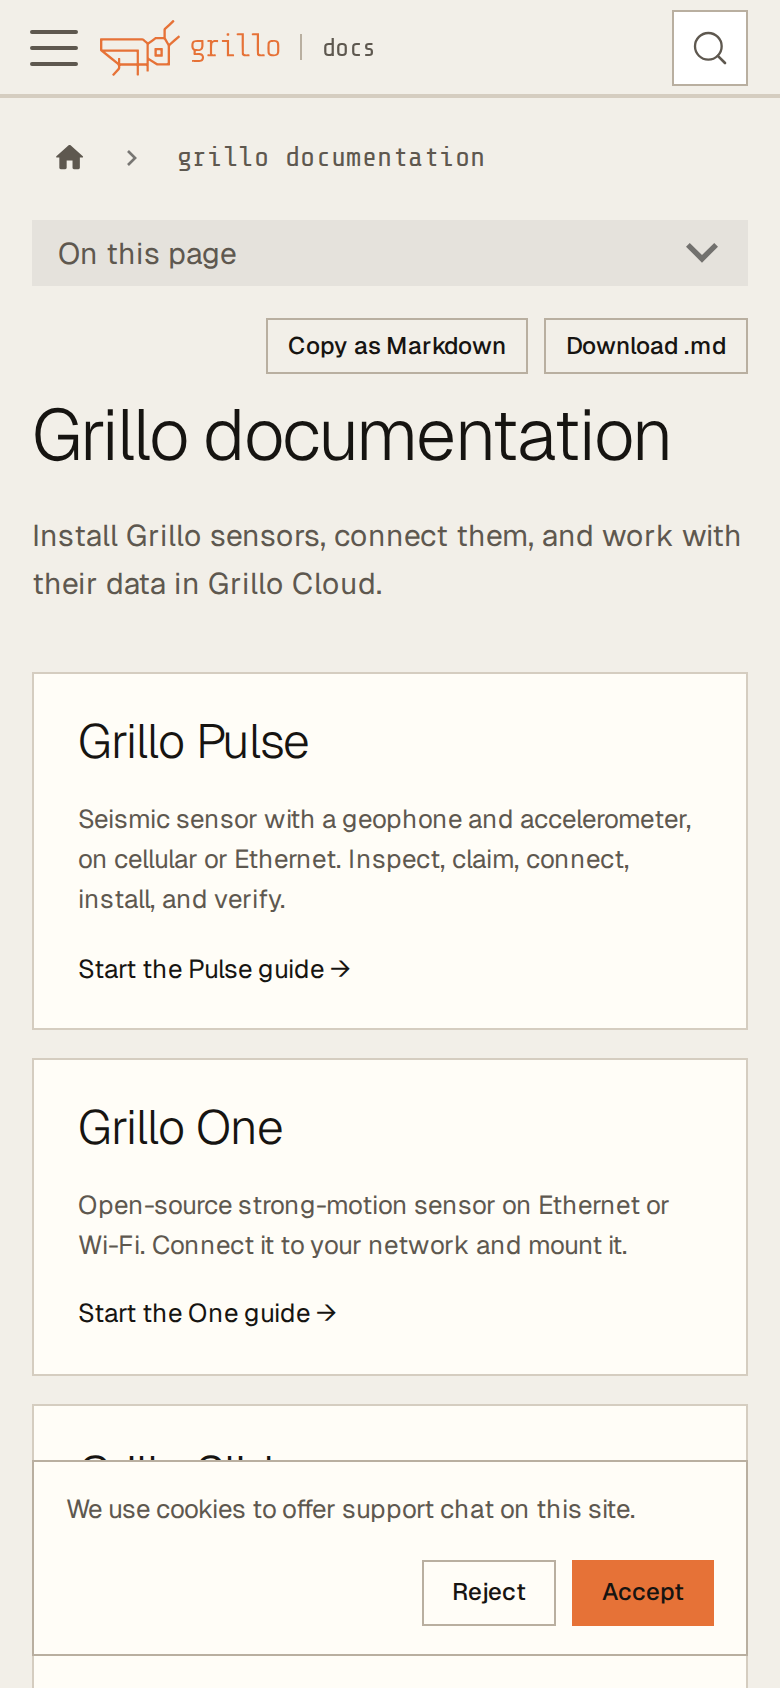 grillo
docs
grillo documentation
On this page
Copy as Markdown
Download .md
Grillo documentation
Install Grillo sensors, connect them, and work with
their data in Grillo Cloud.
Grillo Pulse
Seismic sensor with a geophone and accelerometer,
on cellular or Ethernet. Inspect, claim, connect,
install, and verify.
Start the Pulse guide →
Grillo One
Open-source strong-motion sensor on Ethernet or
Wi-Fi. Connect it to your network and mount it.
Start the One guide →
We use cookies to offer support chat on this site.
Reject
Accept